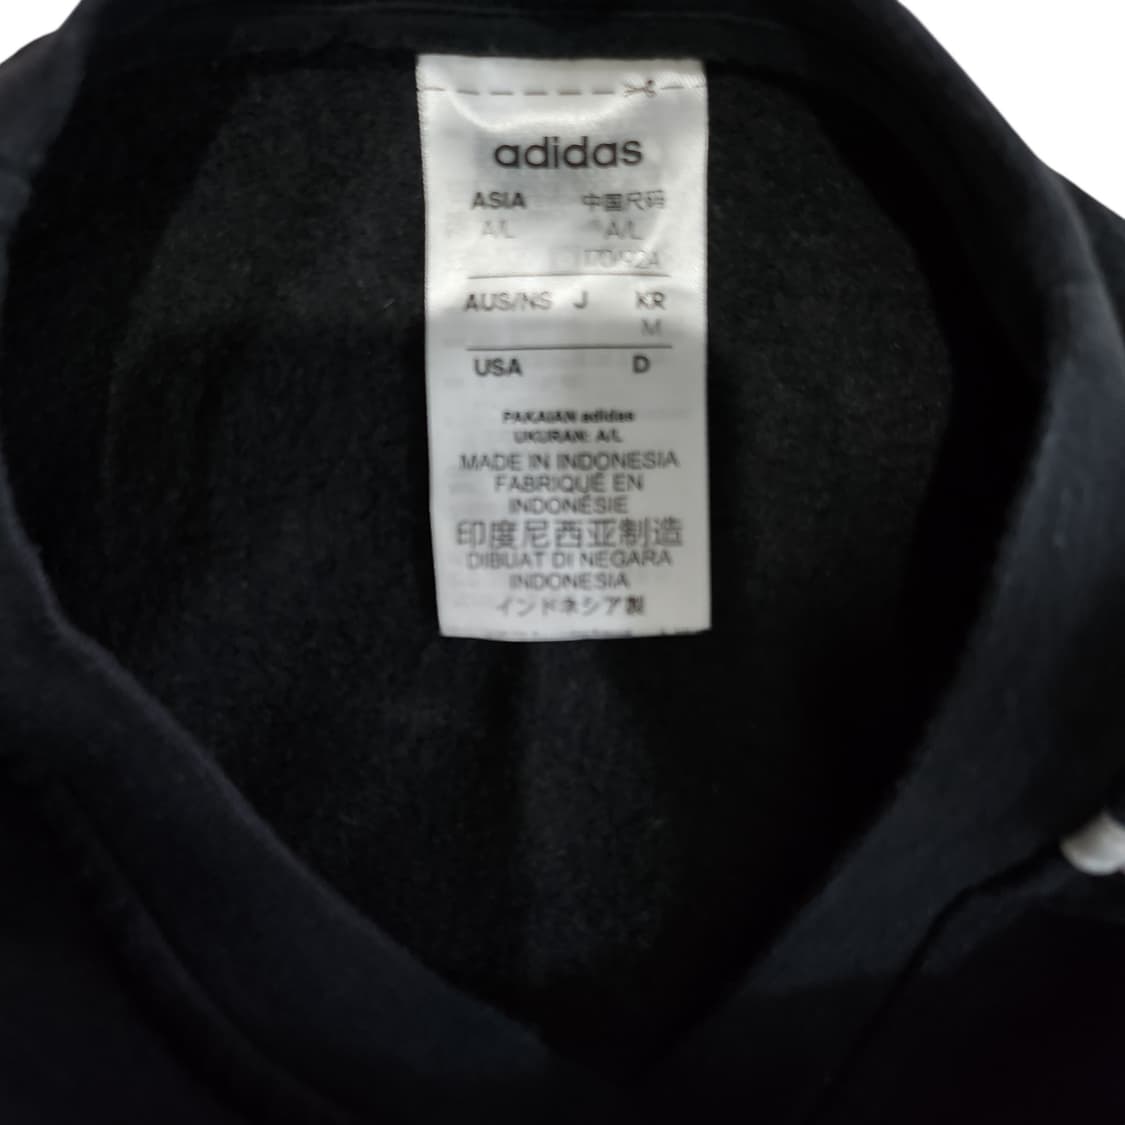 adidas
ASIA 中国尺码
A/L A/L
170/92A
AUS/NS J KR
M
USA D
PAKAIAN adidas
UKURAN: A/L
MADE IN INDONESIA
FABRIQUÉ EN
INDONÉSIE
印度尼西亚制造
DIBUAT DI NEGARA
INDONESIA
インドネシア製